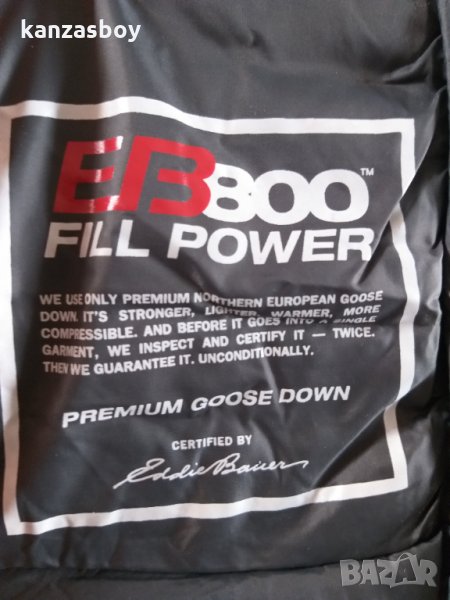 kanzasboy
EB800™
FILL POWER
WE USE ONLY PREMIUM NORTHERN EUROPEAN GOOSE
DOWN. IT'S STRONGER, LIGHTER, WARMER, MORE
COMPRESSIBLE. AND BEFORE IT GOES INTO A SINGLE
GARMENT, WE INSPECT AND CERTIFY IT — TWICE.
THEN WE GUARANTEE IT. UNCONDITIONALLY.
PREMIUM GOOSE DOWN
CERTIFIED BY
Eddie Bauer
BAZAR